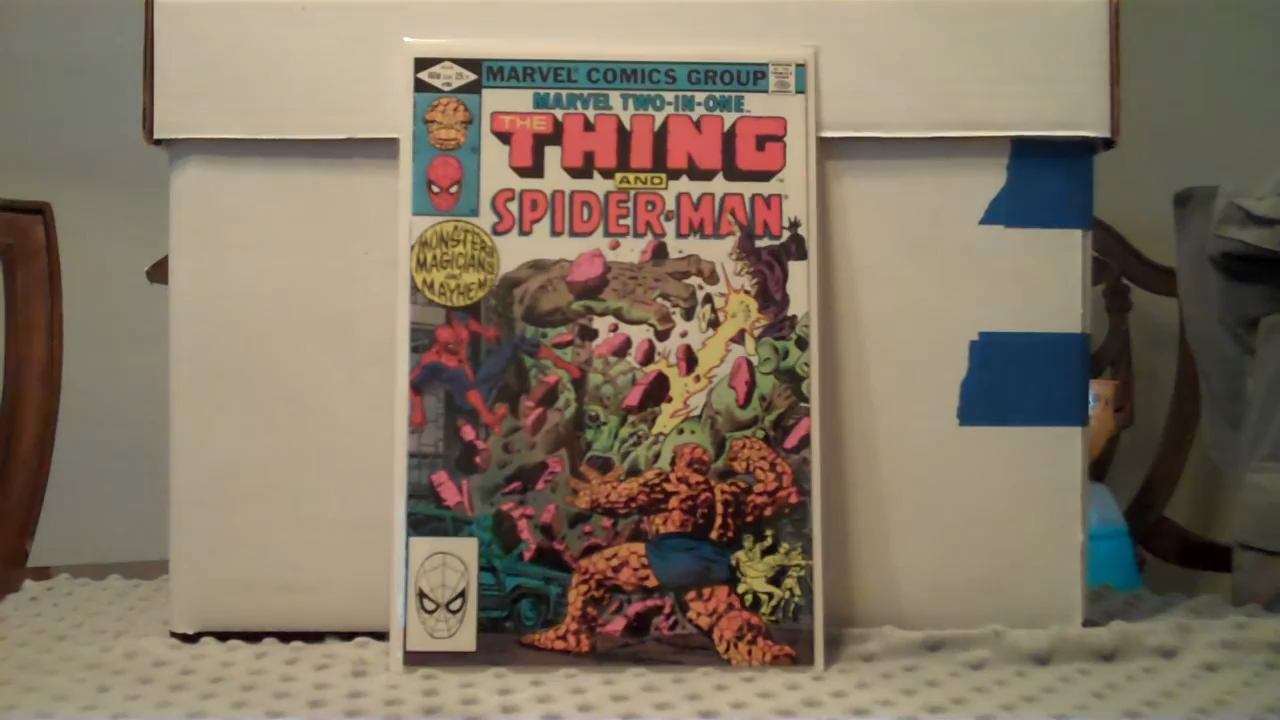 MARVEL COMICS GROUP
MARVEL TWO-IN-ONE
THE
THING
AND
SPIDER-MAN
MONSTERS
MAGICIANS
AND
MAYHEM